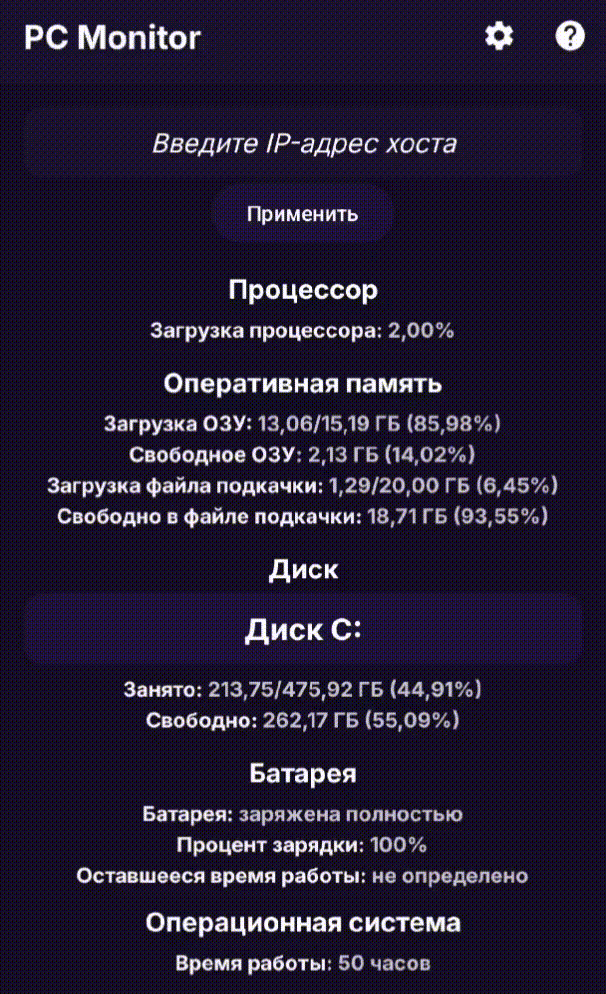 PC Monitor
Введите IP-адрес хоста
Применить
Процессор
Загрузка процессора: 2,00%
Оперативная память
Загрузка ОЗУ: 13,06/15,19 ГБ (85,98%)
Свободное ОЗУ: 2,13 ГБ (14,02%)
Загрузка файла подкачки: 1,29/20,00 ГБ (6,45%)
Свободно в файле подкачки: 18,71 ГБ (93,55%)
Диск
Диск C:
Занято: 213,75/475,92 ГБ (44,91%)
Свободно: 262,17 ГБ (55,09%)
Батарея
Батарея: заряжена полностью
Процент зарядки: 100%
Оставшееся время работы: не определено
Операционная система
Время работы: 50 часов